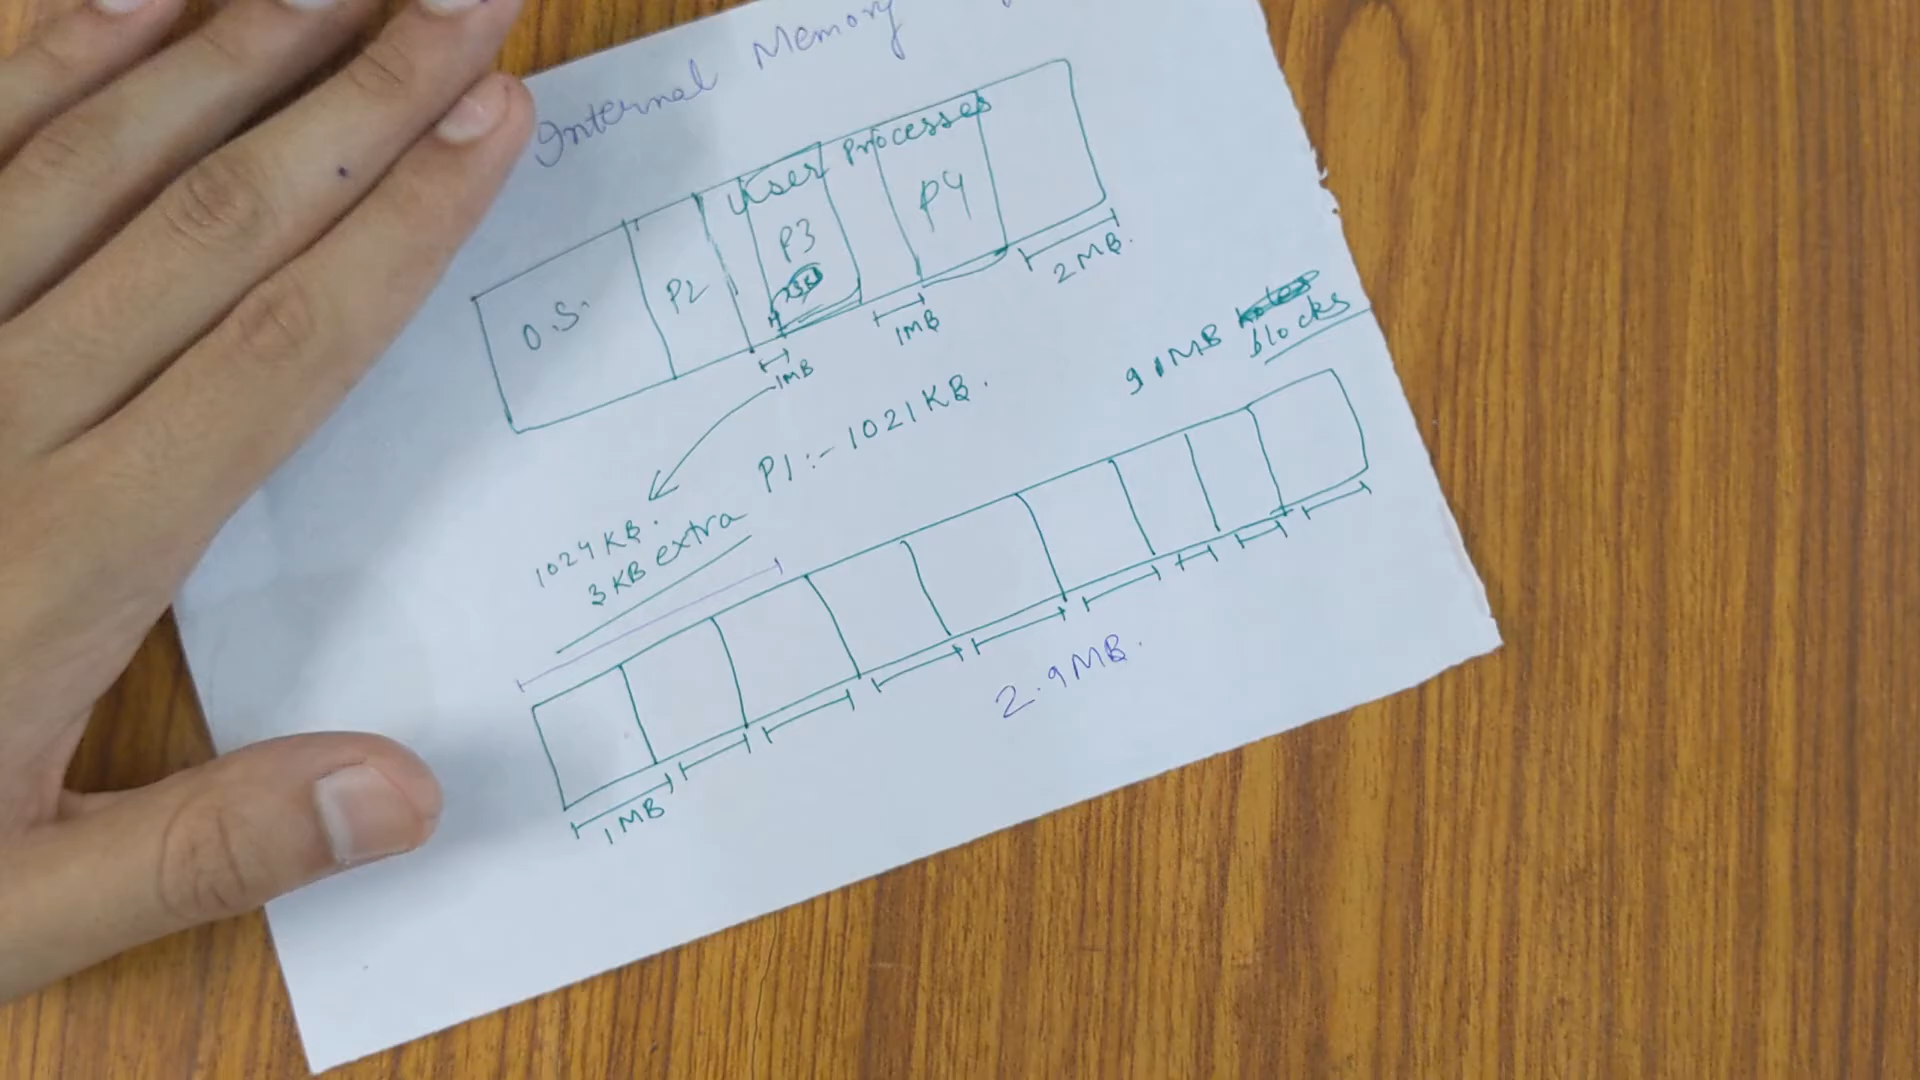 Internal Memory
User Processes
O.S.
P2
P3
P4
1MB
1MB
2MB.
P1:- 1021KB.
9 1MB
blocks
1024KB.
3KB extra
1MB
2.9MB.